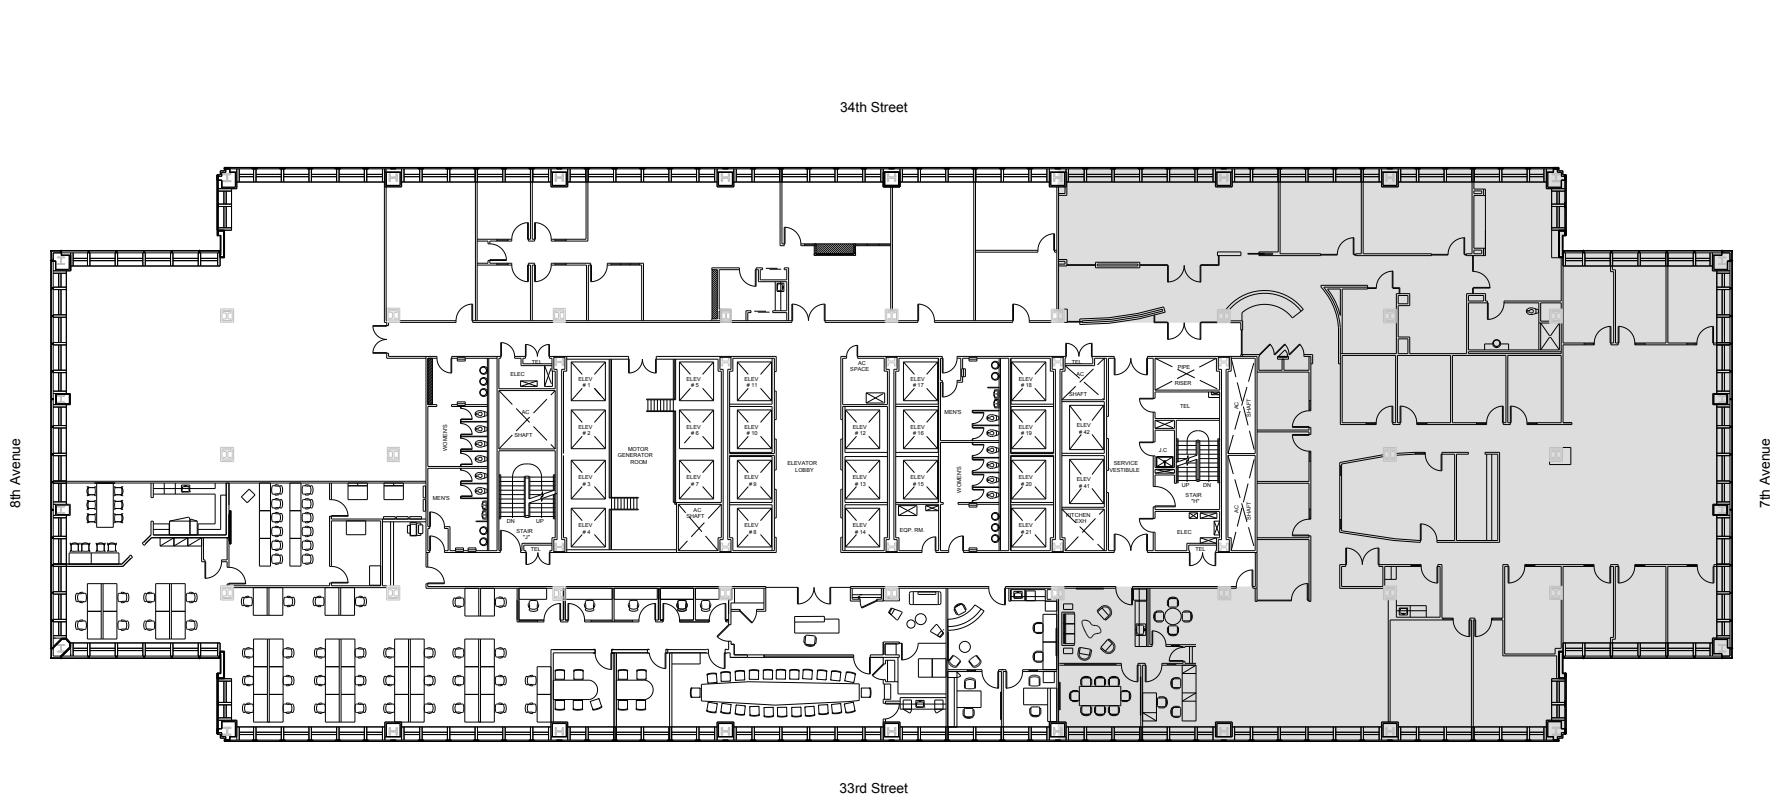 34th Street
8th Avenue
7th Avenue
33rd Street
TEL
ELEC
AC
SHAFT
WOMEN'S
MEN'S
DN
UP
STAIR
"J"
TEL
ELEV
# 1
ELEV
# 2
ELEV
# 3
ELEV
# 4
MOTOR
GENERATOR
ROOM
ELEV
# 5
ELEV
# 6
ELEV
# 7
AC
SHAFT
ELEV
# 11
ELEV
# 10
ELEV
# 9
ELEV
# 8
ELEVATOR
LOBBY
AC
SPACE
ELEV
# 12
ELEV
# 13
ELEV
# 14
ELEV
# 17
ELEV
# 16
ELEV
# 15
EQP. RM.
MEN'S
WOMEN'S
ELEV
# 18
ELEV
# 19
ELEV
# 20
ELEV
# 21
TEL
AC
SHAFT
ELEV
# 42
ELEV
# 41
KITCHEN
EXH
SERVICE
VESTIBULE
PIPE
RISER
TEL
J.C
UP
DN
STAIR
"H"
ELEC
TEL
AC
SHAFT
AC
SHAFT